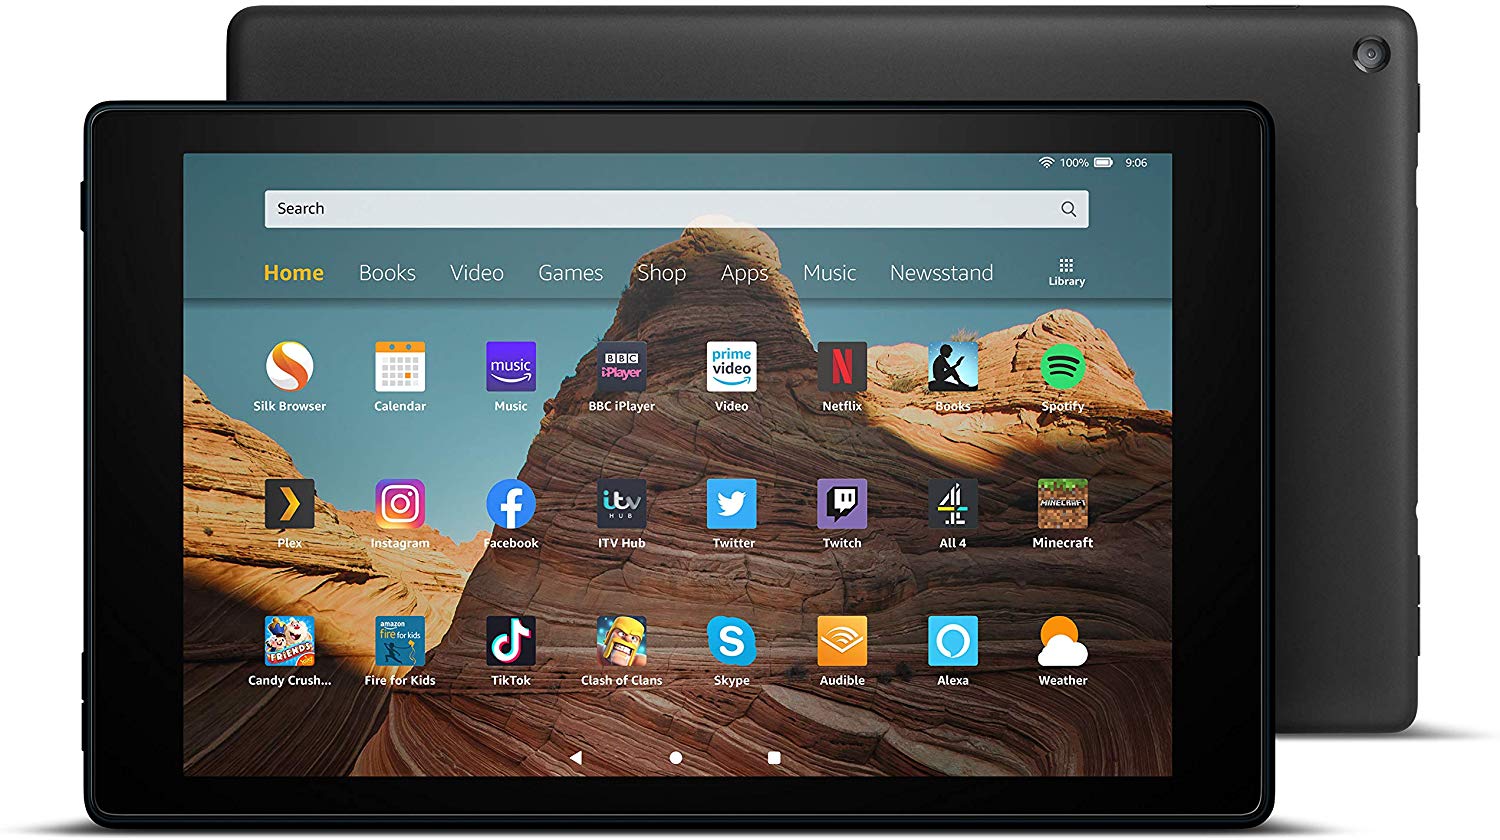 100% 9:06
Search
Home Books Video Games Shop Apps Music Newsstand Library
music BBC iPlayer prime video
Silk Browser Calendar Music BBC iPlayer Video Netflix Books Spotify
itv HUB 4 MINECRAFT
Plex Instagram Facebook ITV Hub Twitter Twitch All 4 Minecraft
FRIENDS amazon fire for kids S
Candy Crush... Fire for Kids TikTok Clash of Clans Skype Audible Alexa Weather